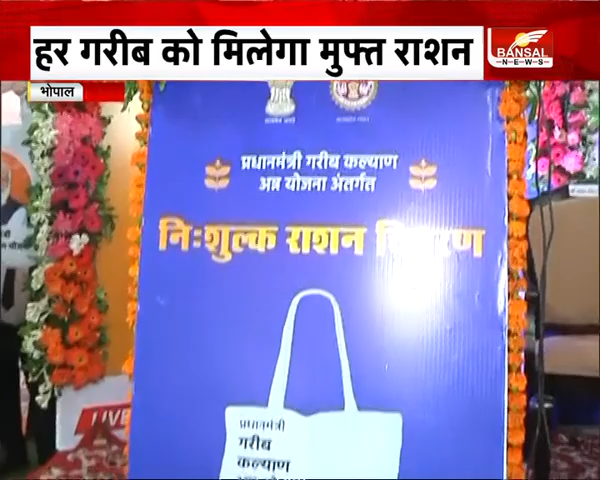 हर गरीब को मिलेगा मुफ्त राशन
BANSAL
NEWS
भोपाल
प्रधानमंत्री गरीब कल्याण
अन्न योजना अंतर्गत
निःशुल्क राशन
LIVE
प्रधानमंत्री
गरीब
कल्याण